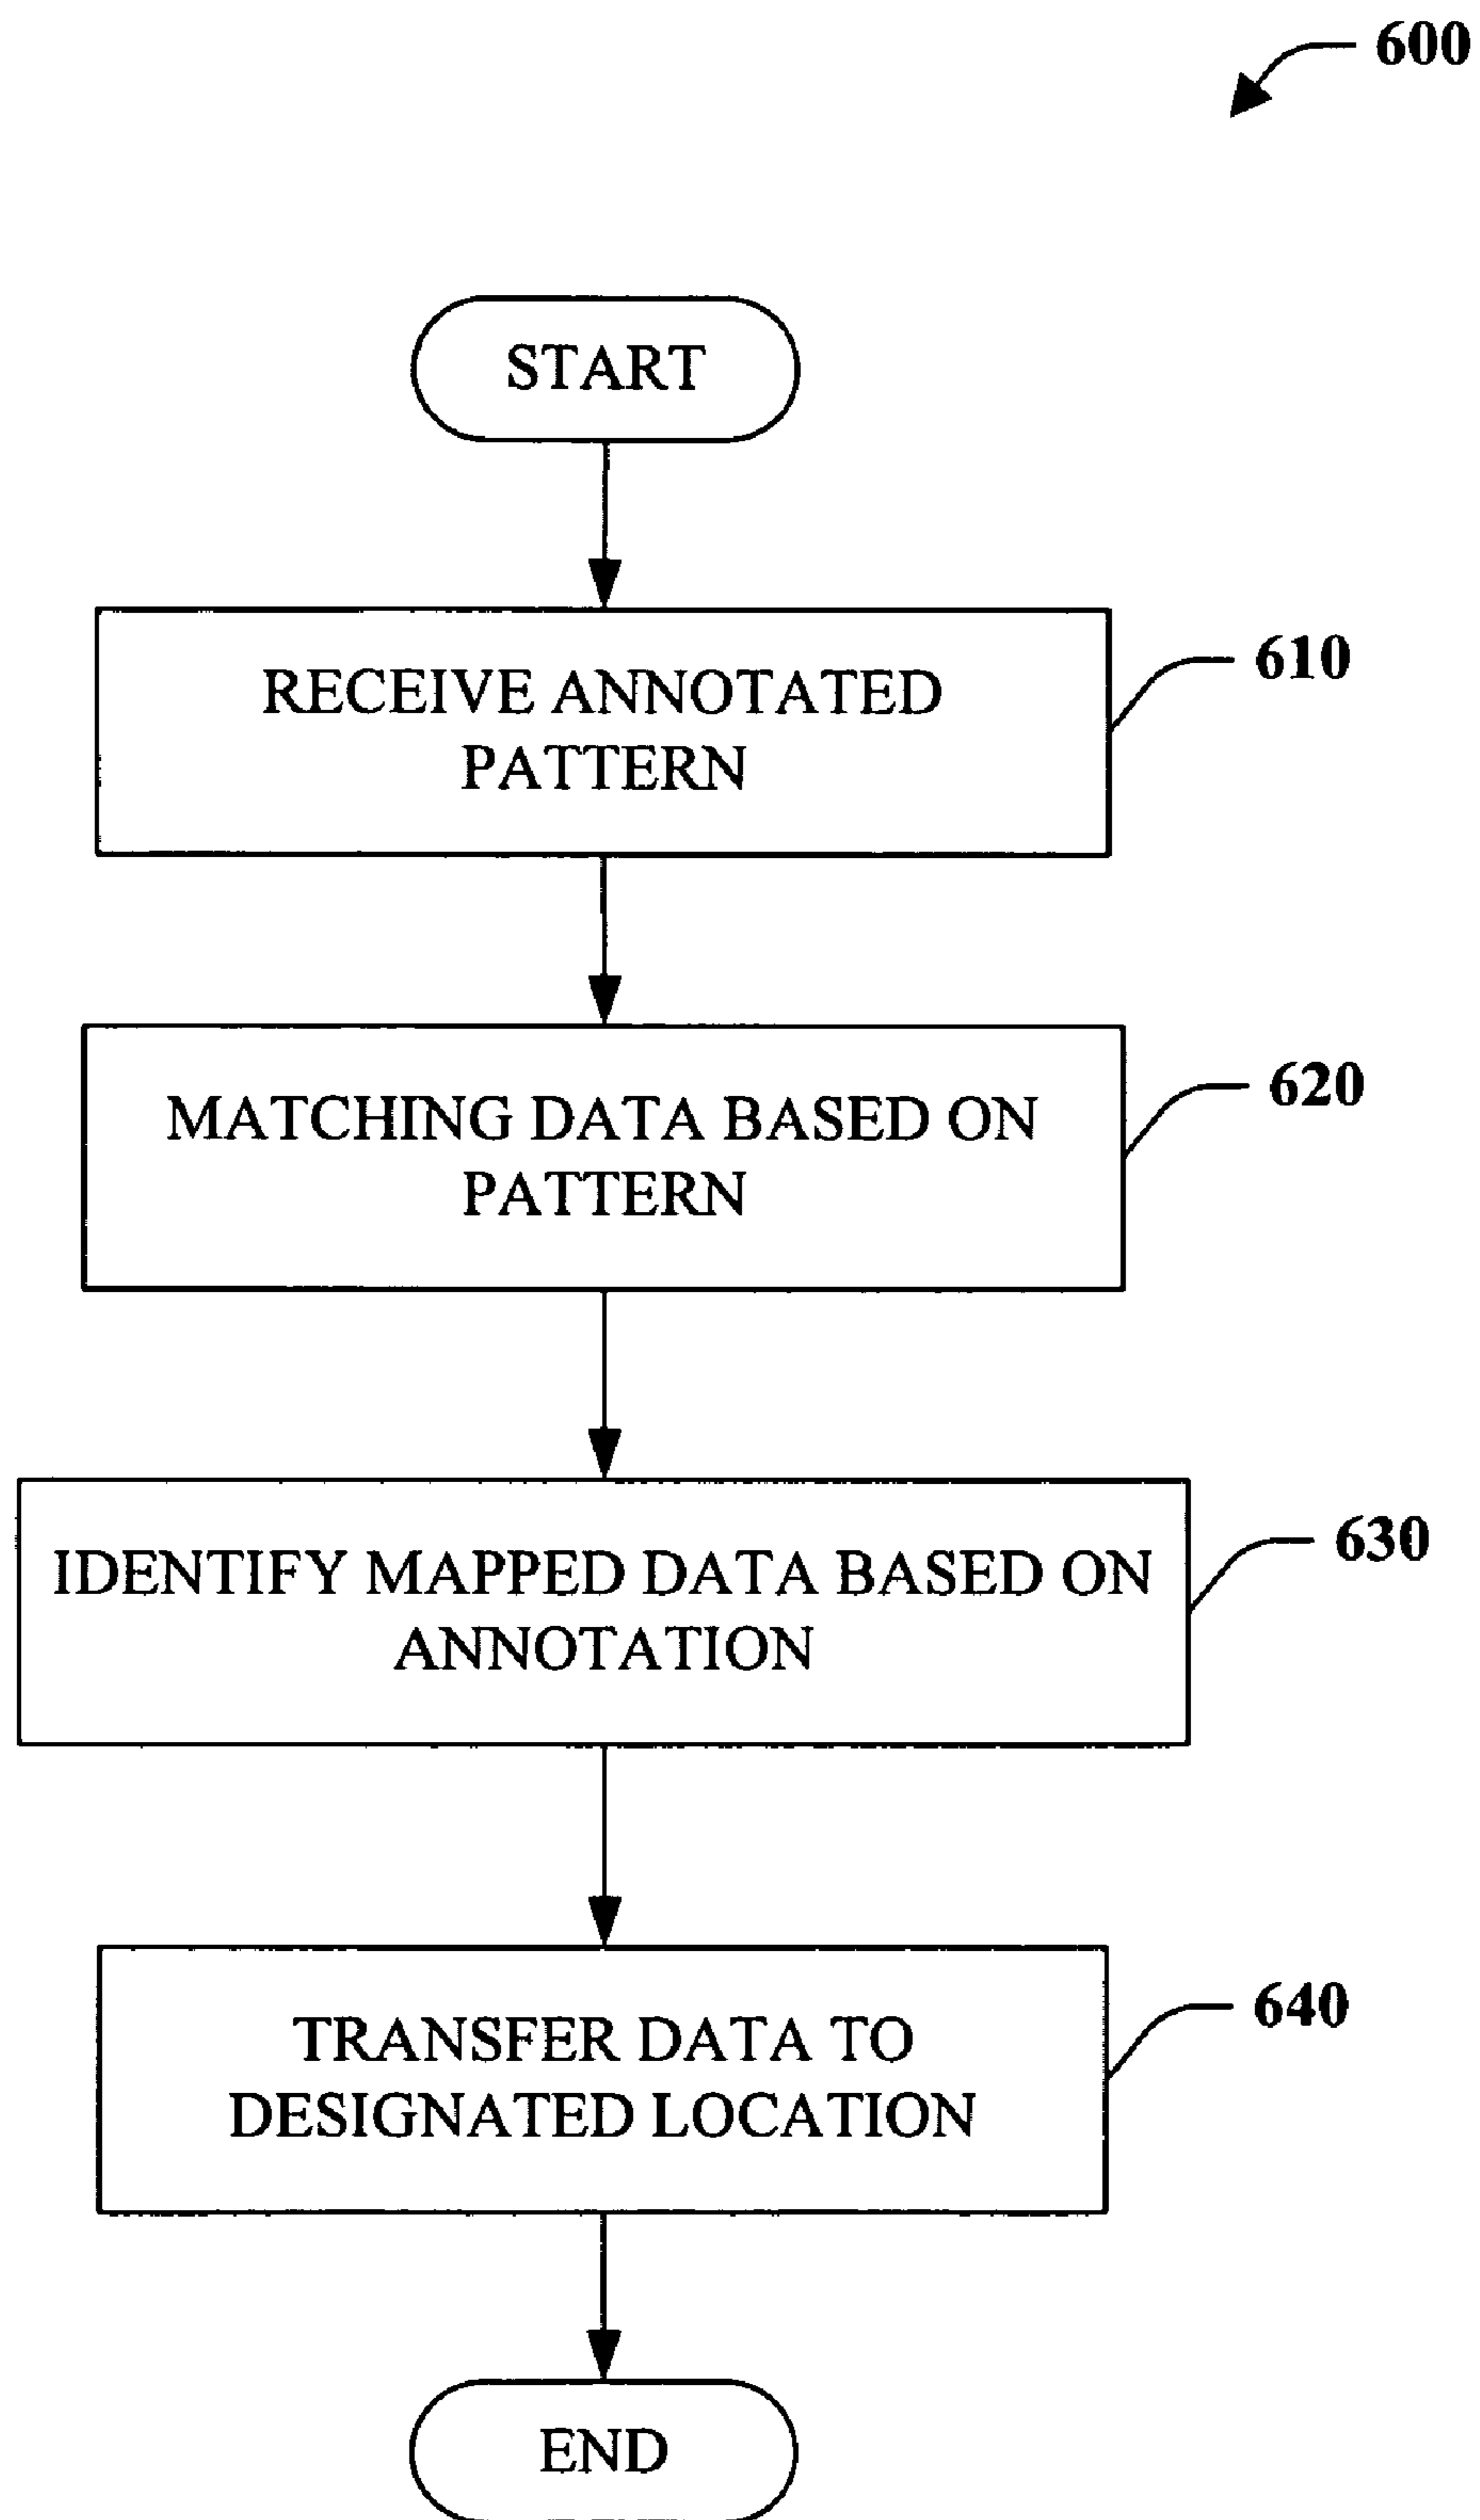 600
START
RECEIVE ANNOTATED
PATTERN
610
MATCHING DATA BASED ON
PATTERN
620
IDENTIFY MAPPED DATA BASED ON
ANNOTATION
630
TRANSFER DATA TO
DESIGNATED LOCATION
640
END